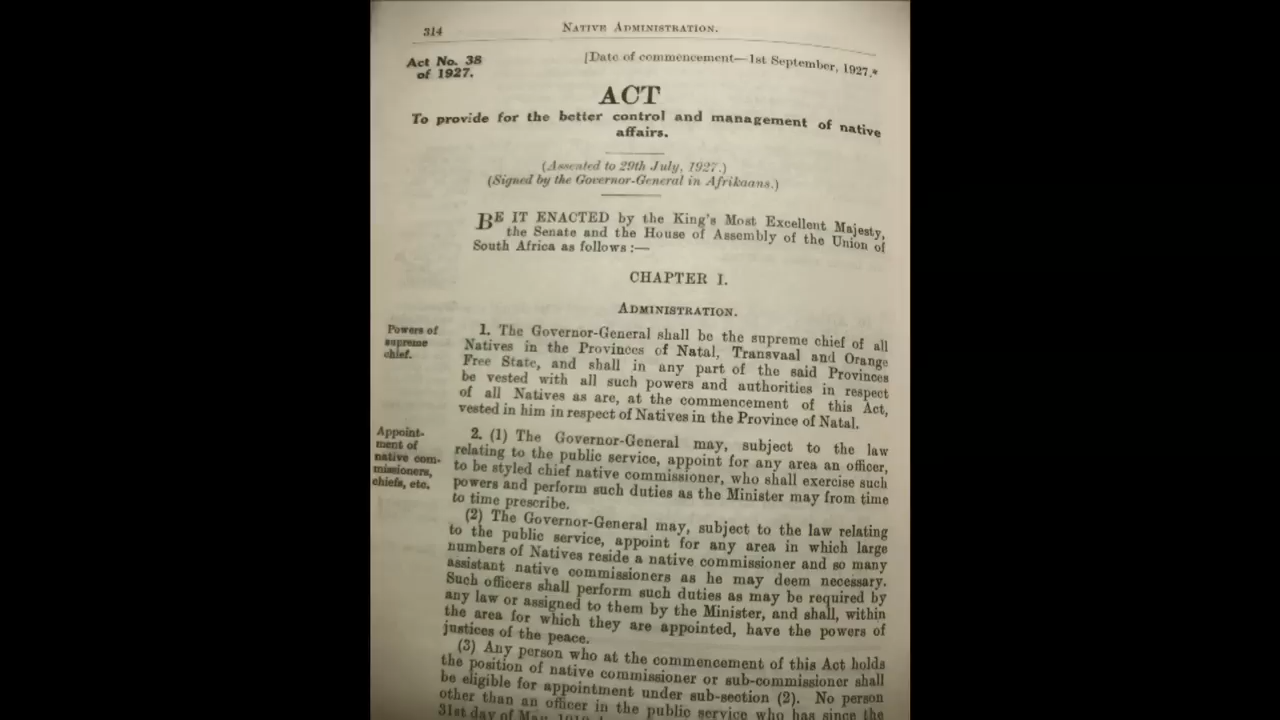 314
NATIVE ADMINISTRATION.
Act No. 38
of 1927.
[Date of commencement—1st September, 1927.*
ACT
To provide for the better control and management of native
affairs.
(Assented to 29th July, 1927.)
(Signed by the Governor-General in Afrikaans.)
BE IT ENACTED by the King's Most Excellent Majesty,
the Senate and the House of Assembly of the Union of
South Africa as follows :—
CHAPTER I.
ADMINISTRATION.
Powers of
supreme
chief.
1. The Governor-General shall be the supreme chief of all
Natives in the Provinces of Natal, Transvaal and Orange
Free State, and shall in any part of the said Provinces
be vested with all such powers and authorities in respect
of all Natives as are, at the commencement of this Act,
vested in him in respect of Natives in the Province of Natal.
Appoint-
ment of
native com-
missioners,
chiefs, etc.
2. (1) The Governor-General may, subject to the law
relating to the public service, appoint for any area an officer,
to be styled chief native commissioner, who shall exercise such
powers and perform such duties as the Minister may from time
to time prescribe.
(2) The Governor-General may, subject to the law relating
to the public service, appoint for any area in which large
numbers of Natives reside a native commissioner and so many
assistant native commissioners as he may deem necessary.
Such officers shall perform such duties as may be required by
any law or assigned to them by the Minister, and shall, within
the area for which they are appointed, have the powers of
justices of the peace.
(3) Any person who at the commencement of this Act holds
the position of native commissioner or sub-commissioner shall
be eligible for appointment under sub-section (2). No person
other than an officer in the public service who has since the
31st day of May,